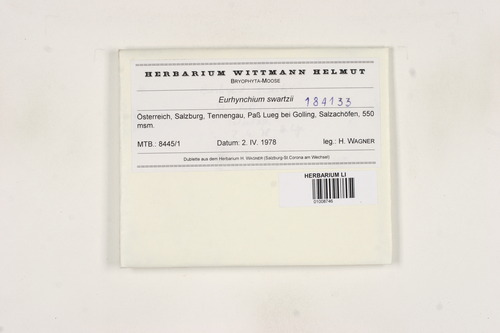 HERBARIUM WITTMANN HELMUT
BRYOPHYTA-MOOSE
Eurhynchium swartzii 184133
Österreich, Salzburg, Tennengau, Paß Lueg bei Golling, Salzachöfen, 550
msm.
MTB.: 8445/1 Datum: 2. IV. 1978 leg.: H. WAGNER
Dublette aus dem Herbarium H. WAGNER (Salzburg-St.Corona am Wechsel)
HERBARIUM LI
01009746